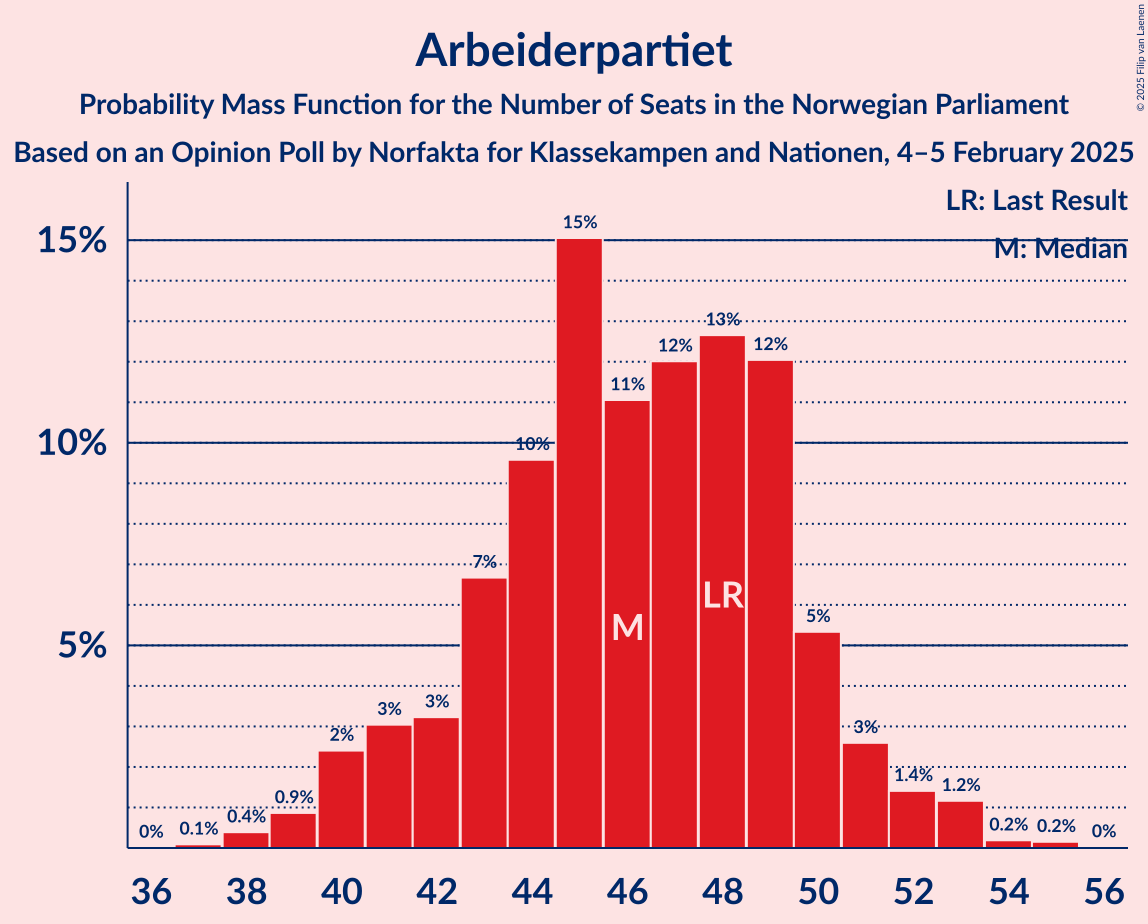 Arbeiderpartiet
Probability Mass Function for the Number of Seats in the Norwegian Parliament
Based on an Opinion Poll by Norfakta for Klassekampen and Nationen, 4–5 February 2025
© 2025 Filip van Laenen
LR: Last Result
M: Median
15%
10%
5%
0% 0.1% 0.4% 0.9% 2% 3% 3% 7% 10% 15% 11% 12% 13% 12% 5% 3% 1.4% 1.2% 0.2% 0.2% 0%
M LR
36 38 40 42 44 46 48 50 52 54 56